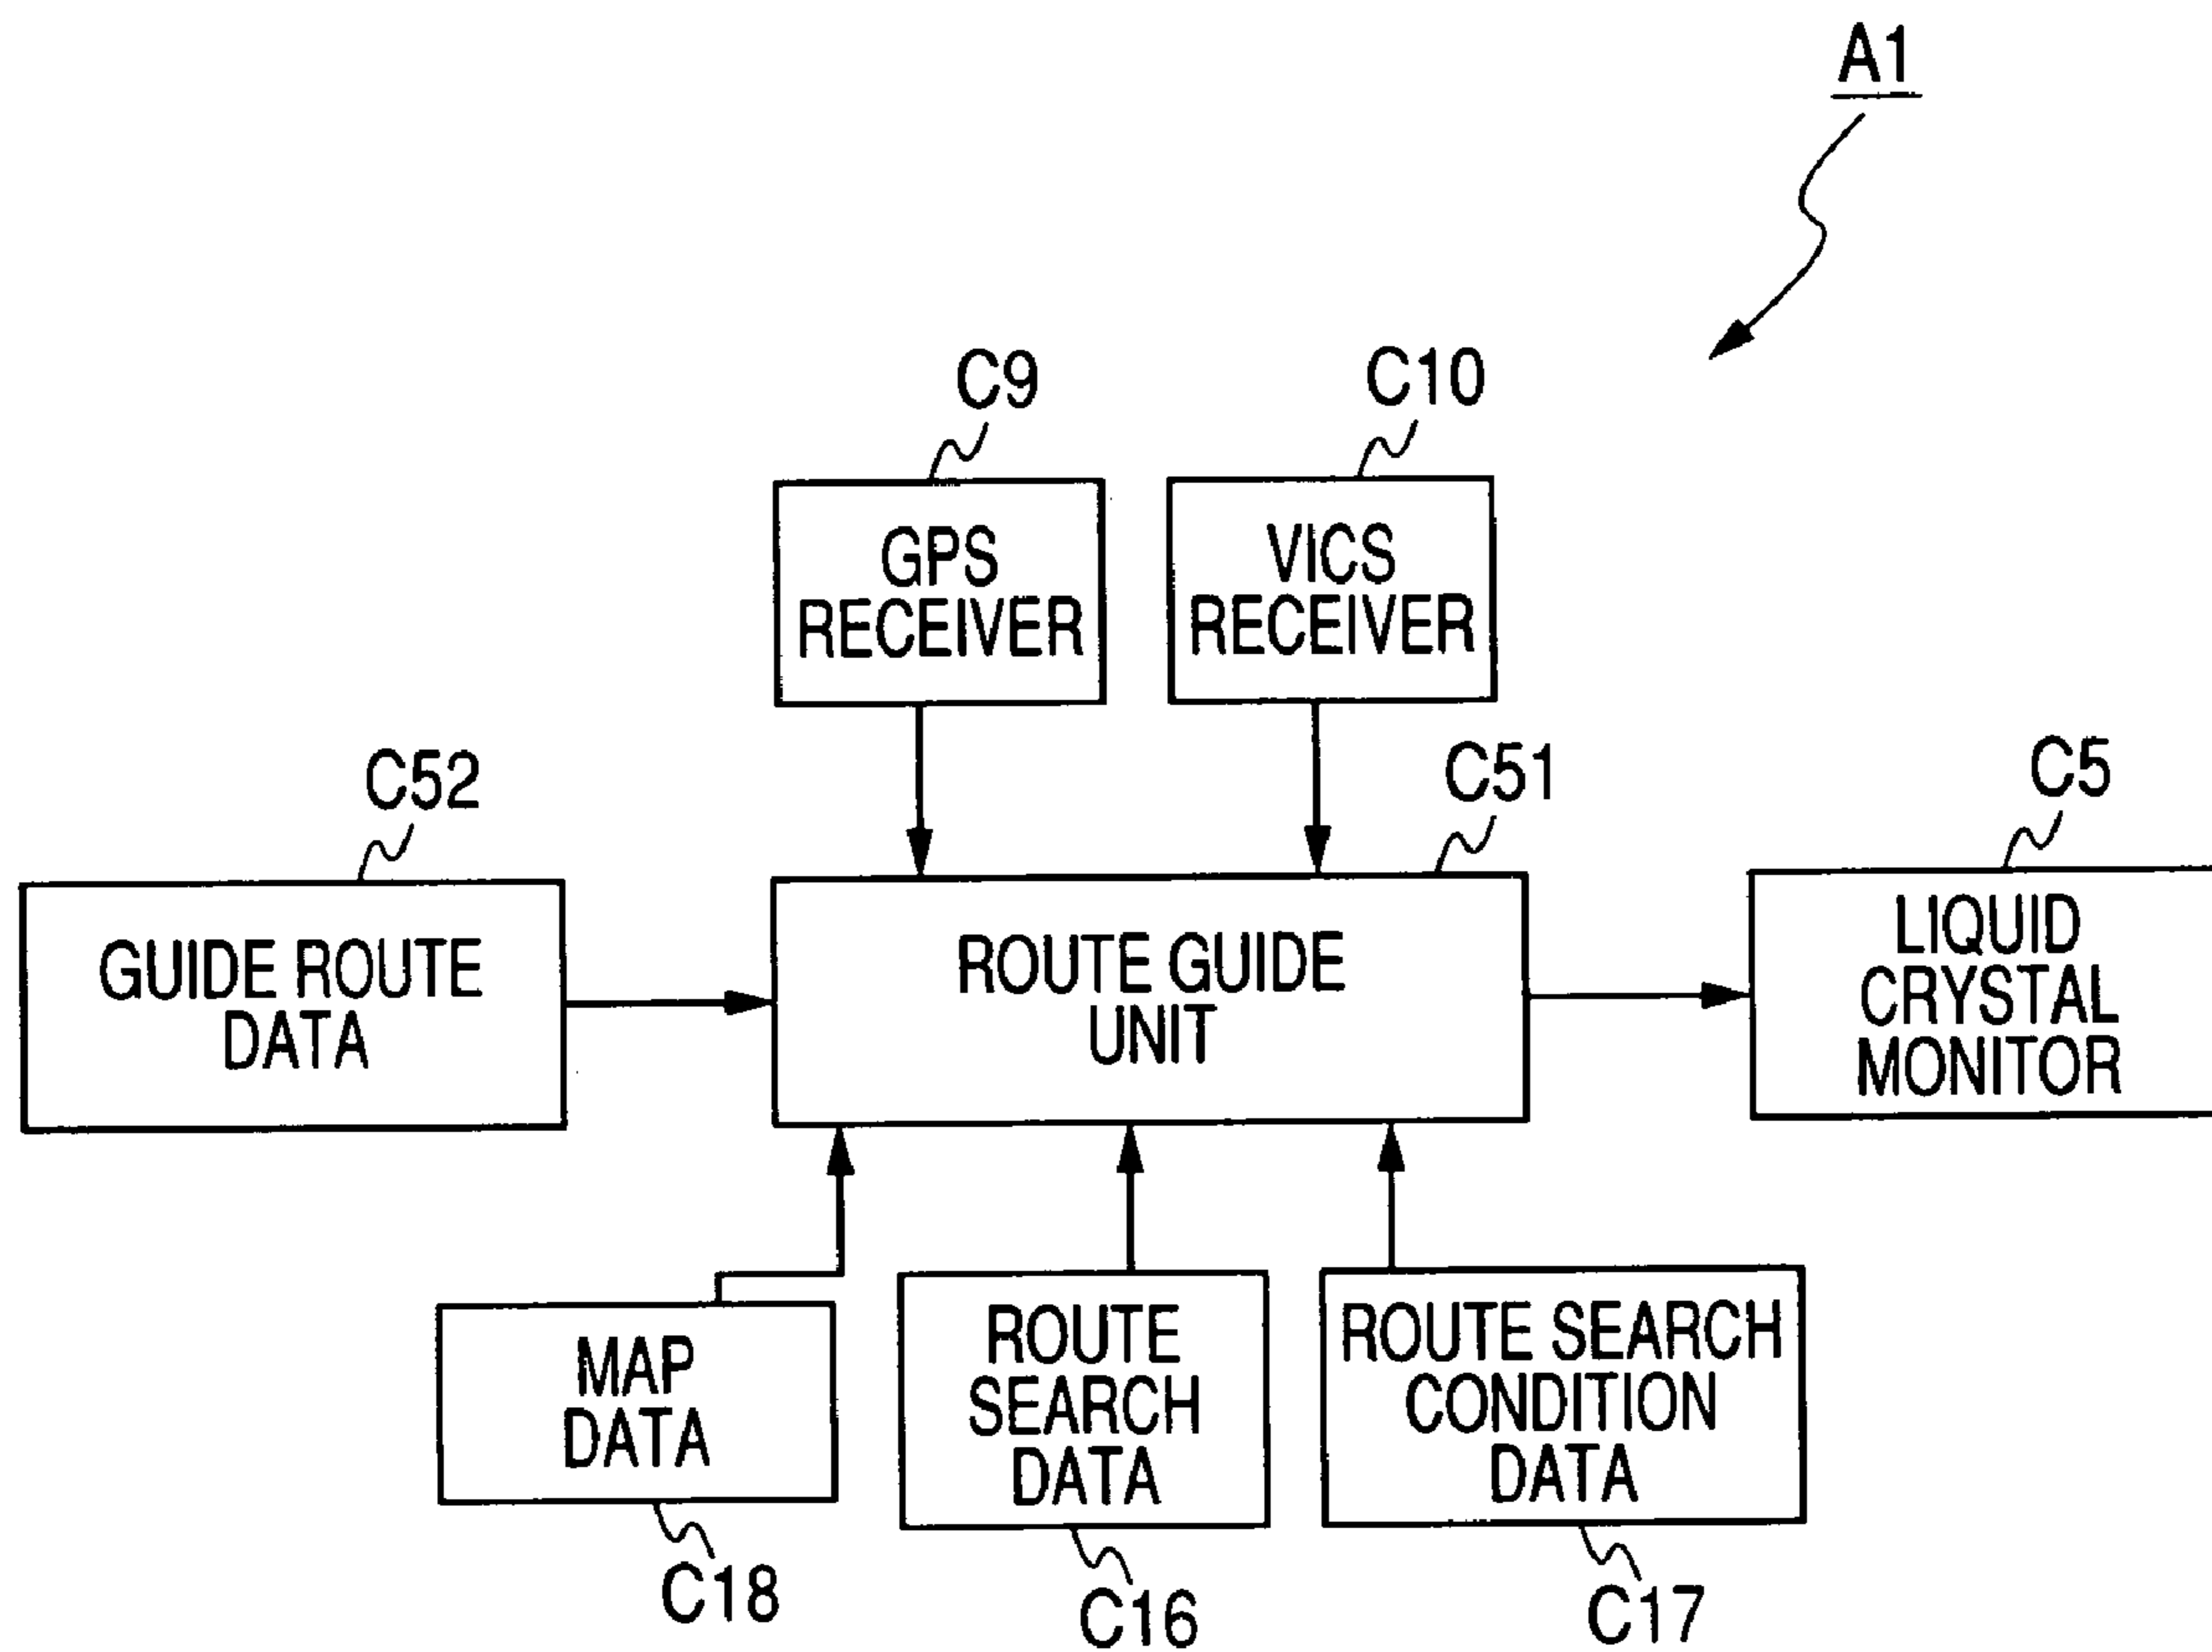 A1
C9
C10
GPS
RECEIVER
VICS
RECEIVER
C52
C51
C5
GUIDE ROUTE
DATA
ROUTE GUIDE
UNIT
LIQUID
CRYSTAL
MONITOR
MAP
DATA
ROUTE
SEARCH
DATA
ROUTE SEARCH
CONDITION
DATA
C18
C16
C17